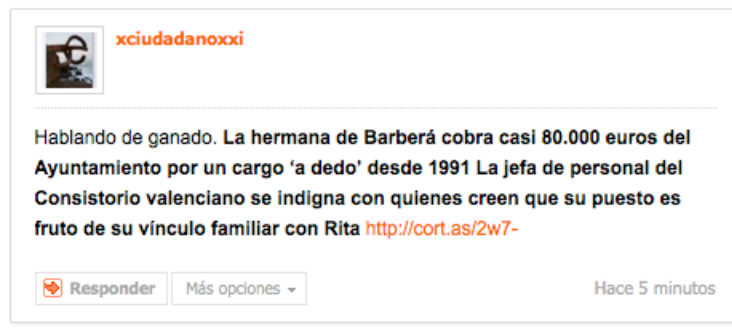 xciudadanoxxi
Hablando de ganado. La hermana de Barberá cobra casi 80.000 euros del
Ayuntamiento por un cargo ‘a dedo’ desde 1991 La jefa de personal del
Consistorio valenciano se indigna con quienes creen que su puesto es
fruto de su vínculo familiar con Rita http://cort.as/2w7-
Responder Más opciones Hace 5 minutos